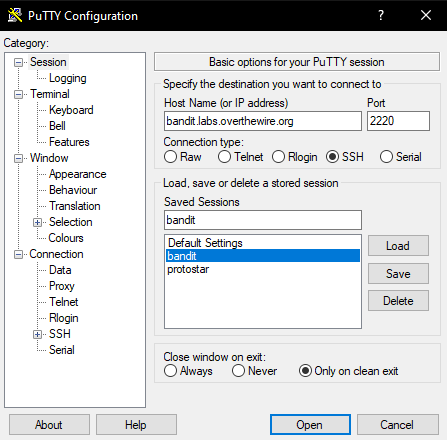 PuTTY Configuration
?
Category:
Session
Logging
Terminal
Keyboard
Bell
Features
Window
Appearance
Behaviour
Translation
Selection
Colours
Connection
Data
Proxy
Telnet
Rlogin
SSH
Serial
Basic options for your PuTTY session
Specify the destination you want to connect to
Host Name (or IP address) Port
bandit.labs.overthewire.org 2220
Connection type:
Raw Telnet Rlogin SSH Serial
Load, save or delete a stored session
Saved Sessions
bandit
Default Settings
bandit
protostar
Load
Save
Delete
Close window on exit:
Always Never Only on clean exit
About Help Open Cancel